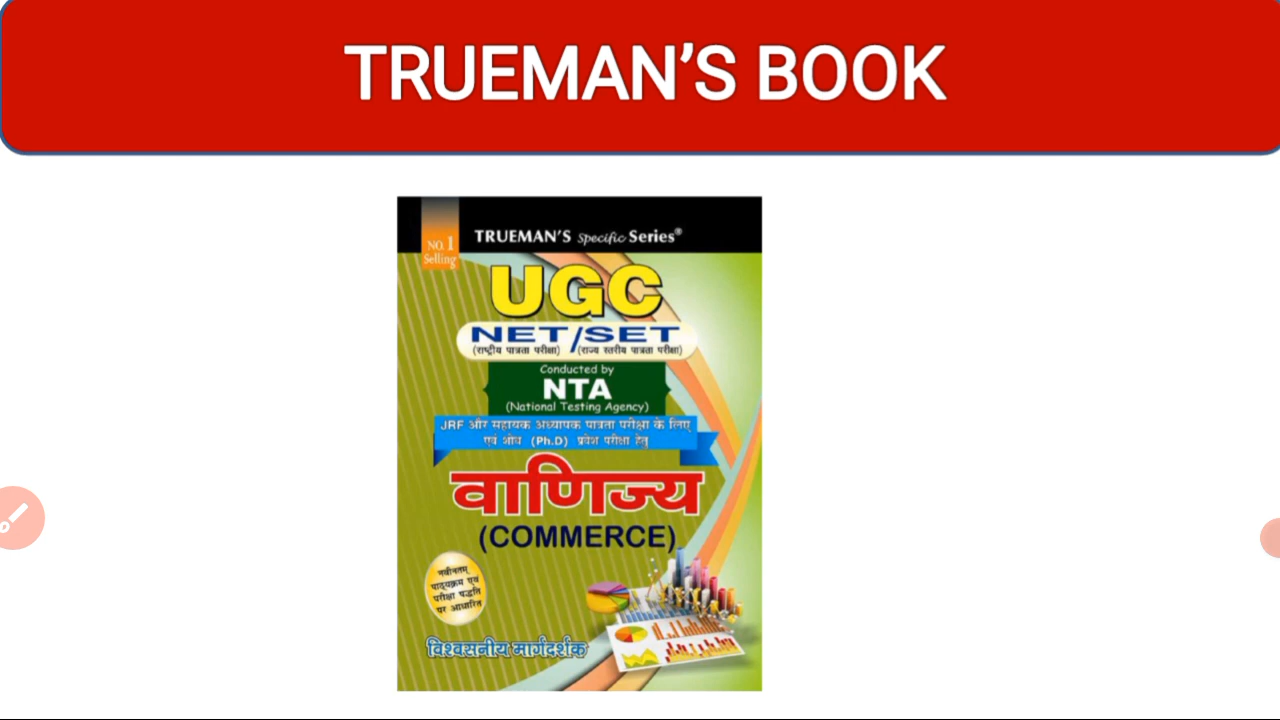 TRUEMAN'S BOOK
NO. 1
Selling
TRUEMAN'S Specific Series®
UGC
NET/SET
(राष्ट्रीय पात्रता परीक्षा) (राज्य स्तरीय पात्रता परीक्षा)
Conducted by
NTA
(National Testing Agency)
JRF और सहायक अध्यापक पात्रता परीक्षा के लिए
एवं शोध (Ph.D) प्रवेश परीक्षा हेतु
वाणिज्य
(COMMERCE)
नवीनतम्
पाठ्यक्रम एवं
परीक्षा पद्धति
पर आधारित
विश्वसनीय मार्गदर्शक